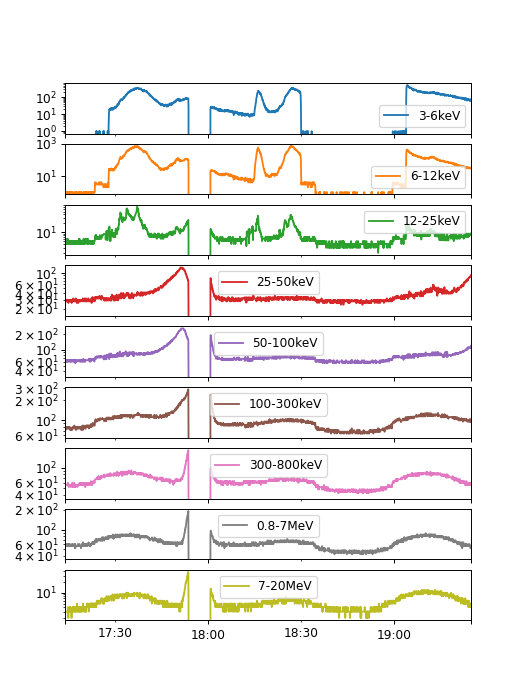 10²
10¹
10⁰
3-6keV
10³
10¹
6-12keV
10¹
12-25keV
10²
6 × 10¹
4 × 10¹
3 × 10¹
2 × 10¹
25-50keV
2 × 10²
10²
6 × 10¹
4 × 10¹
50-100keV
3 × 10²
2 × 10²
10²
6 × 10¹
100-300keV
10²
6 × 10¹
4 × 10¹
300-800keV
2 × 10²
10²
6 × 10¹
4 × 10¹
0.8-7MeV
10¹
7-20MeV
17:30 18:00 18:30 19:00